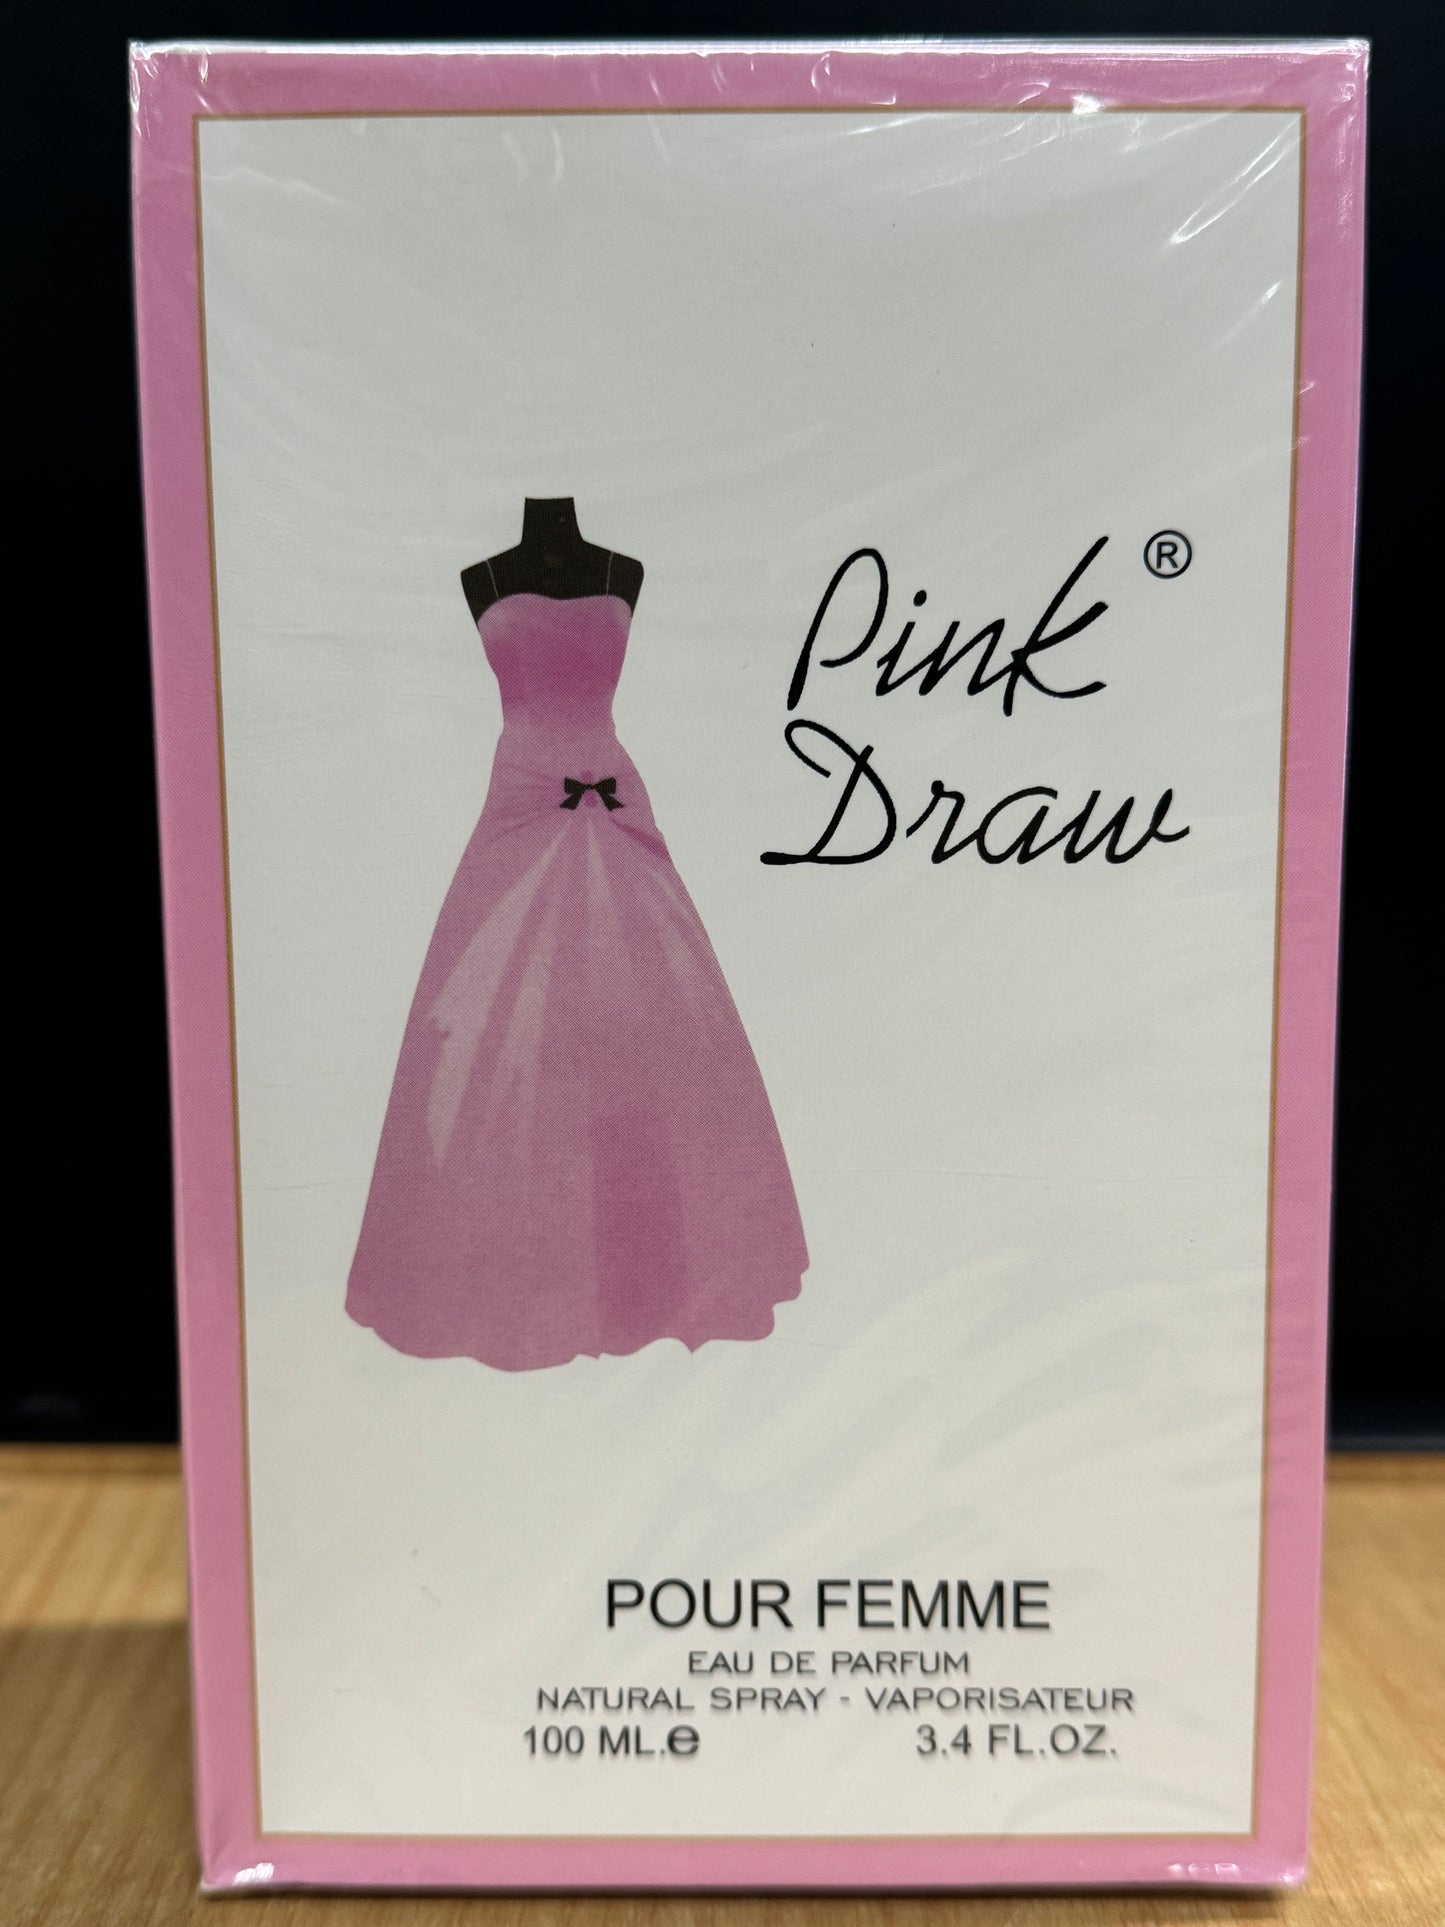 Pink ®
Draw
POUR FEMME
EAU DE PARFUM
NATURAL SPRAY - VAPORISATEUR
100 ML.e 3.4 FL.OZ.